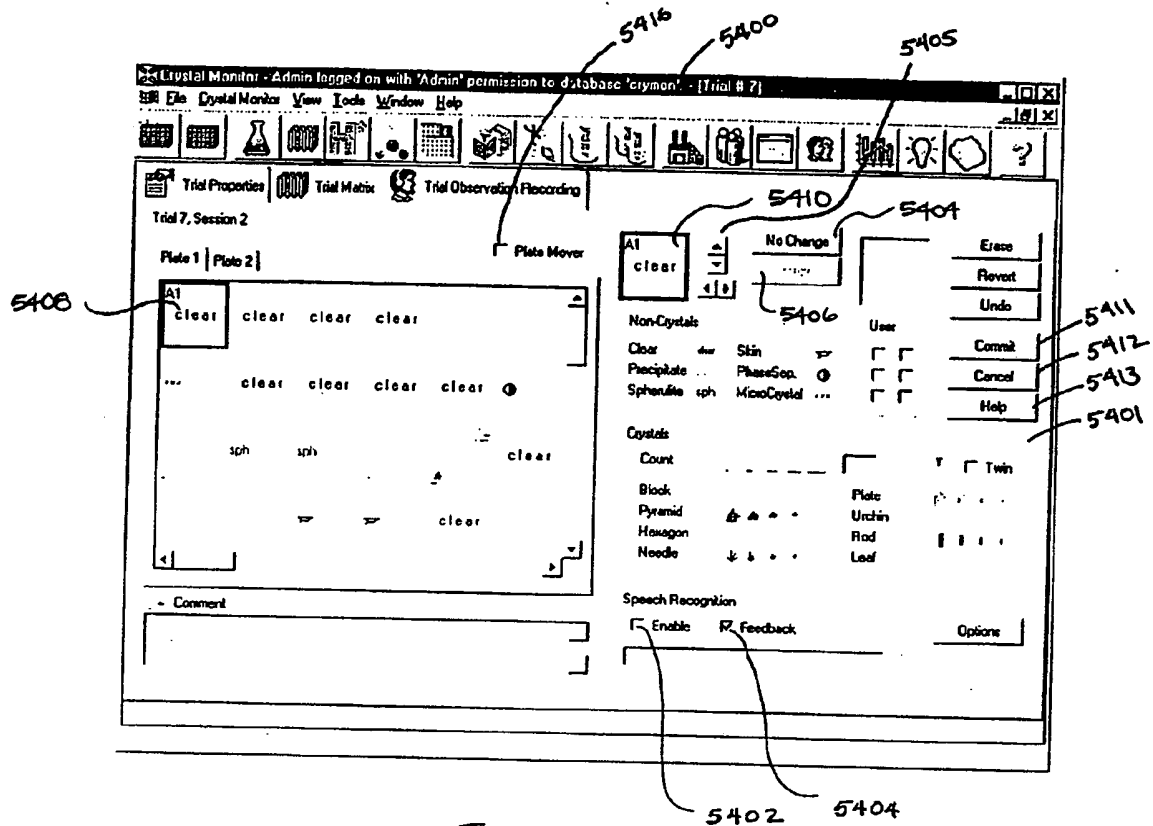 5416
5400
5405
Crystal Monitor - Admin logged on with 'Admin' permission to database 'crymon'. - [Trial # 7]
File Crystal Monitor View Tools Window Help
Trial Properties Trial Matrix Trial Observation Recording
5410
5404
Trial 7, Session 2
Plate Mover
Plate 1 Plate 2
A1
clear clear clear clear
clear clear clear clear
sph sph clear
clear
5408
A1
clear
No Change
5406
Erase
Revert
Undo
Commit
Cancel
Help
5411
5412
5413
5401
Non-Crystals
User
Clear clear Skin
Precipitate PhaseSep.
Spherulite sph MicroCrystal
Crystals
Count Twin
Block Plate
Pyramid Urchin
Hexagon Rod
Needle Leaf
Comment
Speech Recognition
Enable Feedback
Options
5402
5404